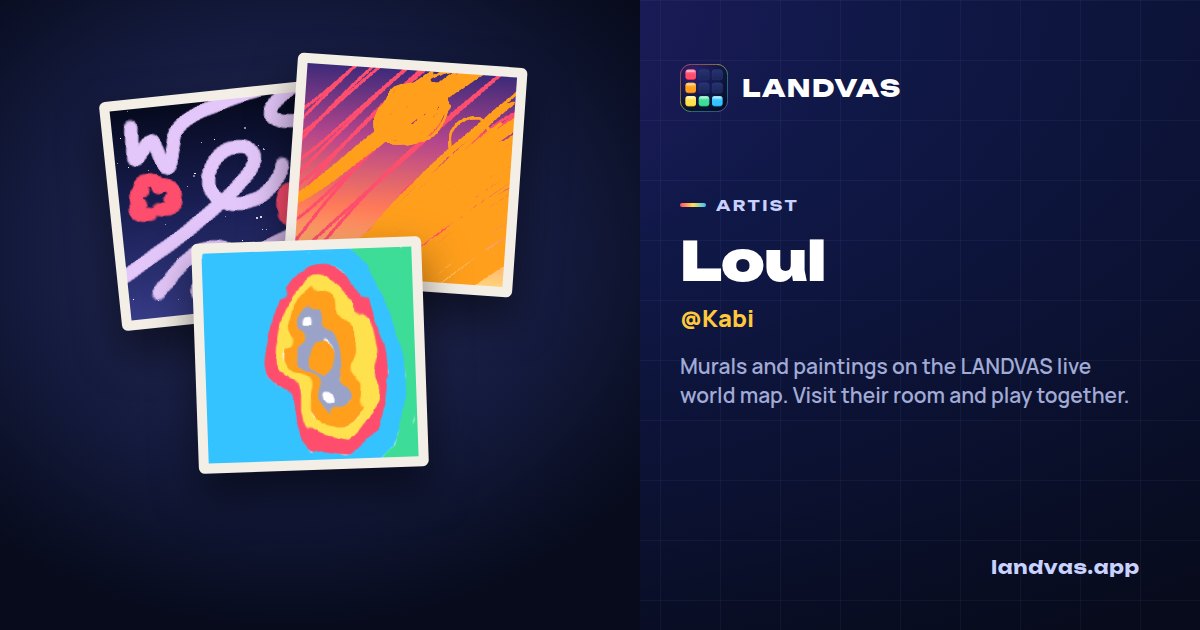 LANDVAS
ARTIST
Loul
@Kabi
Murals and paintings on the LANDVAS live
world map. Visit their room and play together.
landvas.app